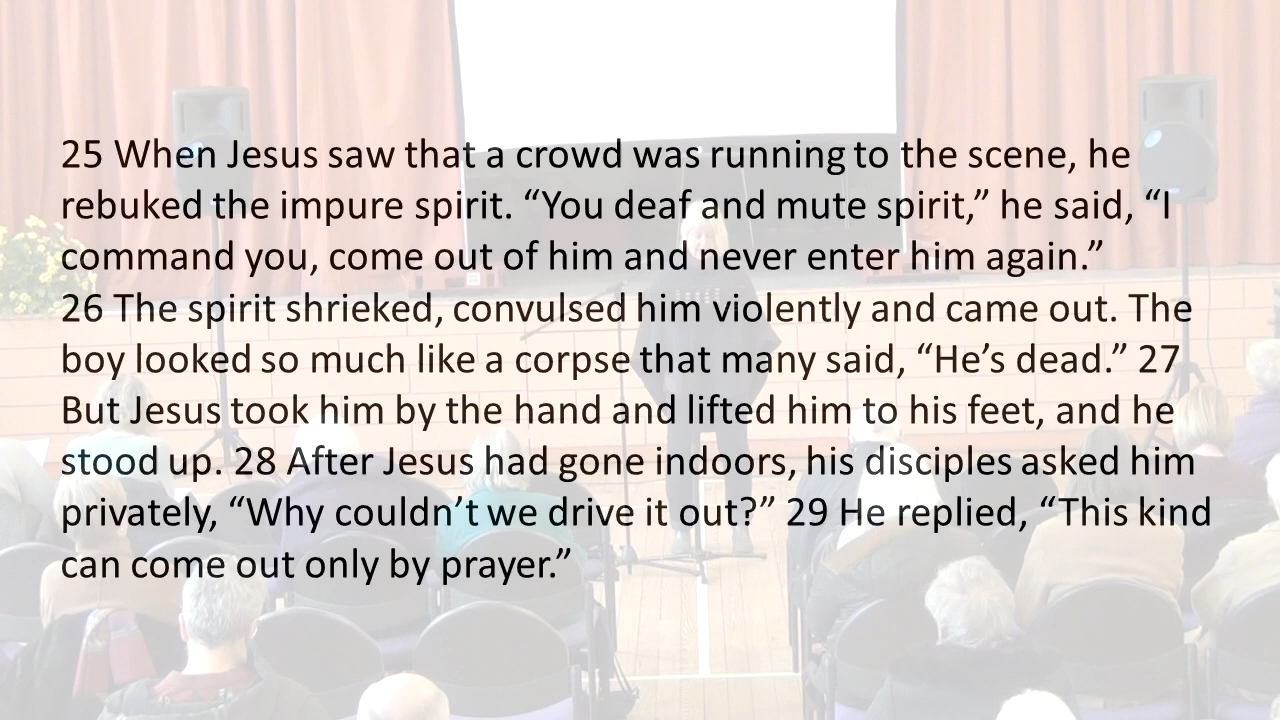 25 When Jesus saw that a crowd was running to the scene, he
rebuked the impure spirit. “You deaf and mute spirit,” he said, “I
command you, come out of him and never enter him again.”
26 The spirit shrieked, convulsed him violently and came out. The
boy looked so much like a corpse that many said, “He’s dead.” 27
But Jesus took him by the hand and lifted him to his feet, and he
stood up. 28 After Jesus had gone indoors, his disciples asked him
privately, “Why couldn’t we drive it out?” 29 He replied, “This kind
can come out only by prayer.”